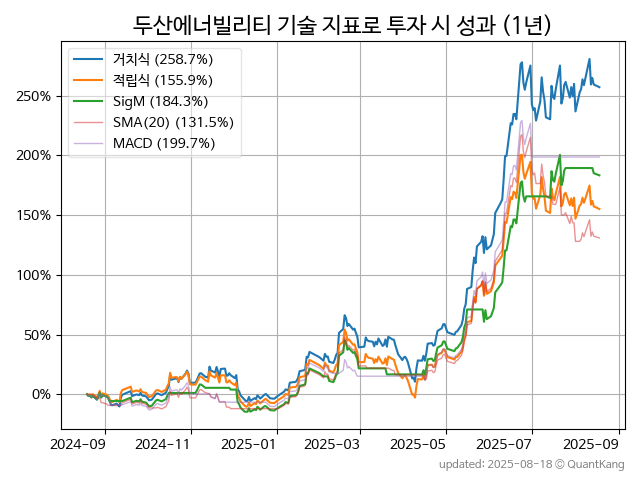 두산에너빌리티 기술 지표로 투자 시 성과 (1년)
거치식 (258.7%)
적립식 (155.9%)
SigM (184.3%)
SMA(20) (131.5%)
MACD (199.7%)
250%
200%
150%
100%
50%
0%
2024-09 2024-11 2025-01 2025-03 2025-05 2025-07 2025-09
updated: 2025-08-18 © QuantKang